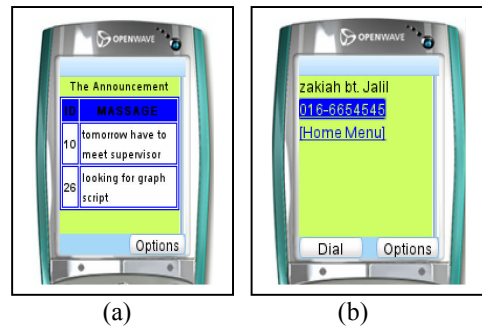 OPENWAVE
The Announcement
ID MASSAGE
10 tomorrow have to
meet supervisor
26 looking for graph
script
Options
(a)
OPENWAVE
zakiah bt. Jalil
016-6654545
[Home Menu]
Dial Options
(b)